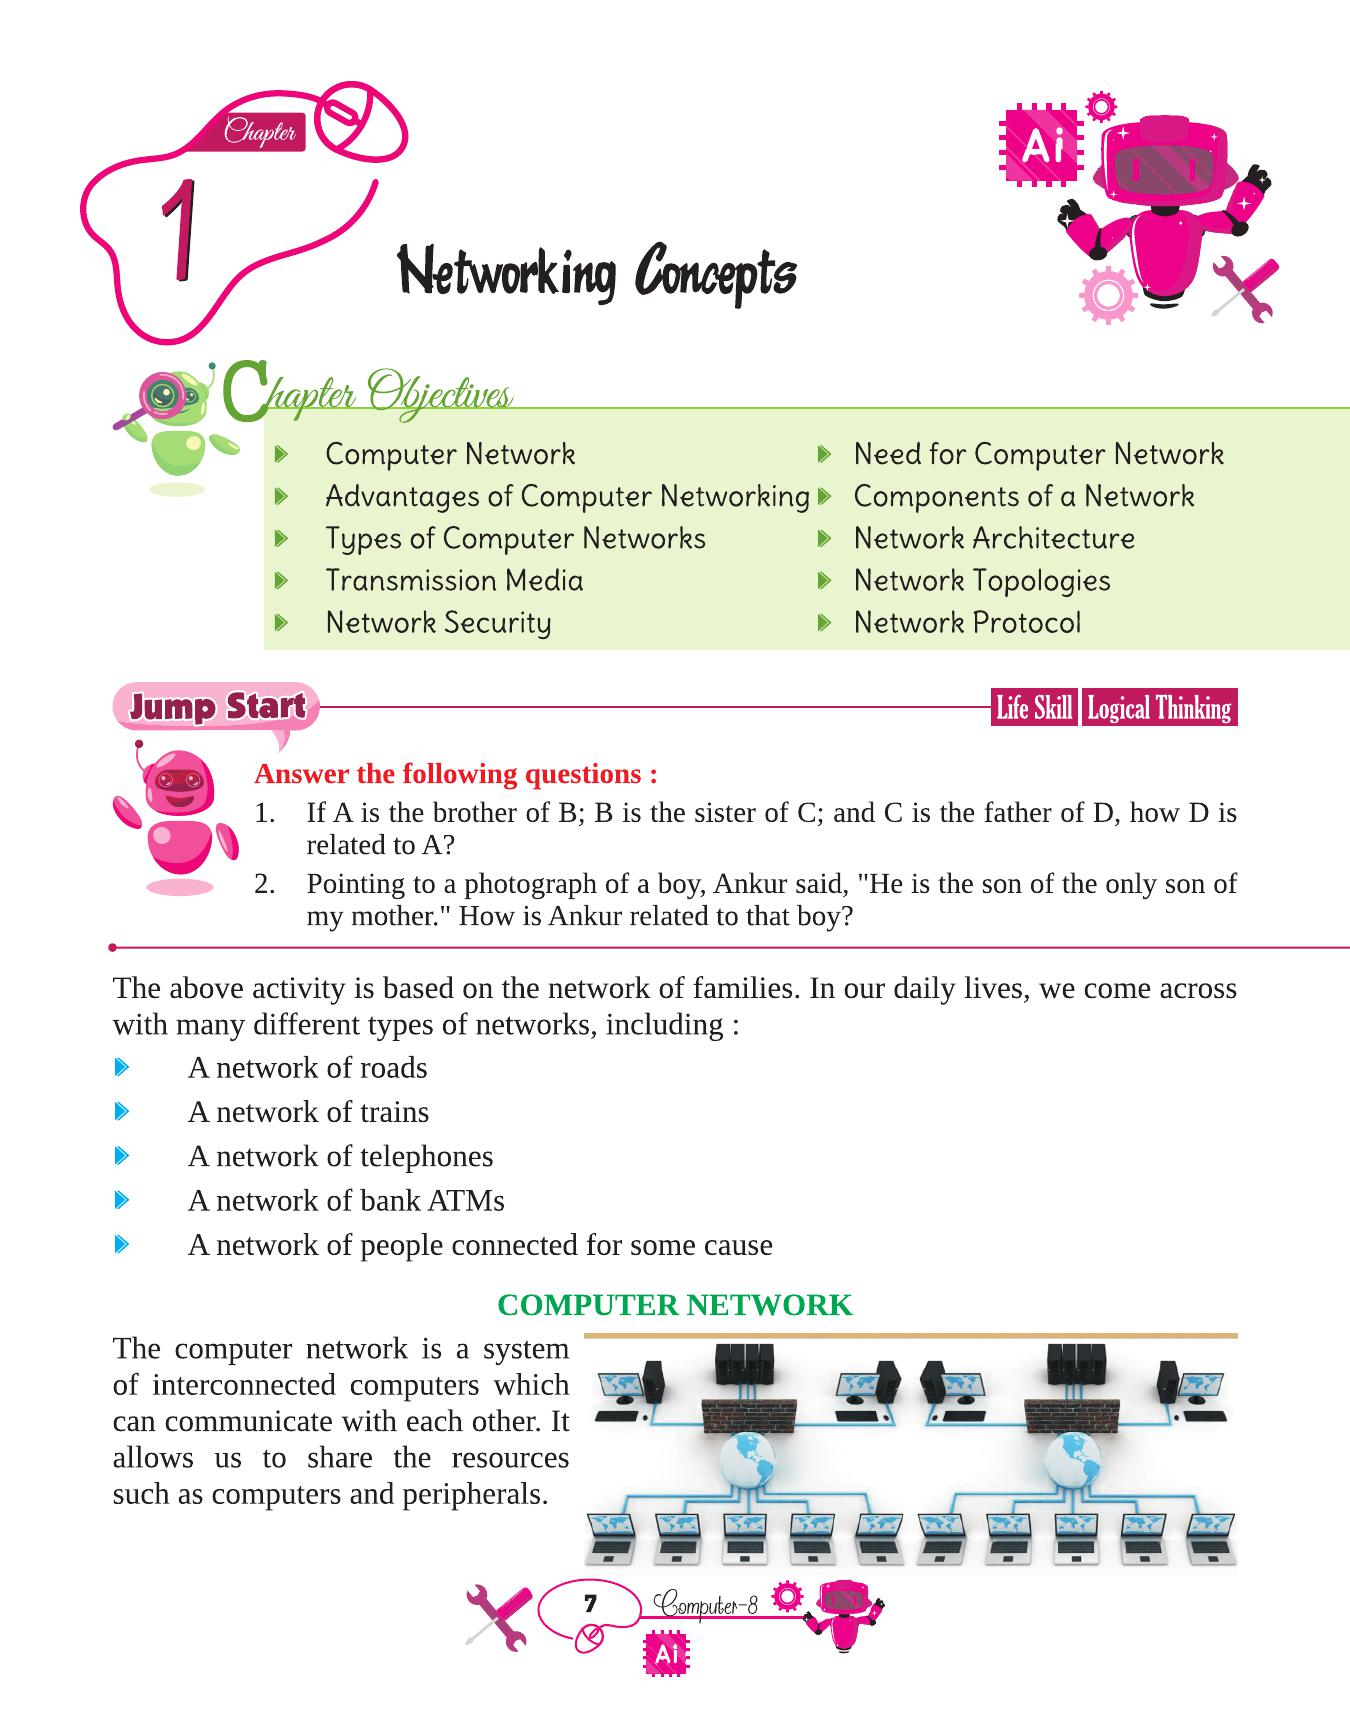 Chapter
1
Ai
Networking Concepts
Chapter Objectives
Computer Network
Need for Computer Network
Advantages of Computer Networking
Components of a Network
Types of Computer Networks
Network Architecture
Transmission Media
Network Topologies
Network Security
Network Protocol
Jump Start
Life Skill Logical Thinking
Answer the following questions :
1. If A is the brother of B; B is the sister of C; and C is the father of D, how D is
related to A?
2. Pointing to a photograph of a boy, Ankur said, "He is the son of the only son of
my mother." How is Ankur related to that boy?
The above activity is based on the network of families. In our daily lives, we come across
with many different types of networks, including :
A network of roads
A network of trains
A network of telephones
A network of bank ATMs
A network of people connected for some cause
COMPUTER NETWORK
The computer network is a system
of interconnected computers which
can communicate with each other. It
allows us to share the resources
such as computers and peripherals.
7
Computer-8
Ai